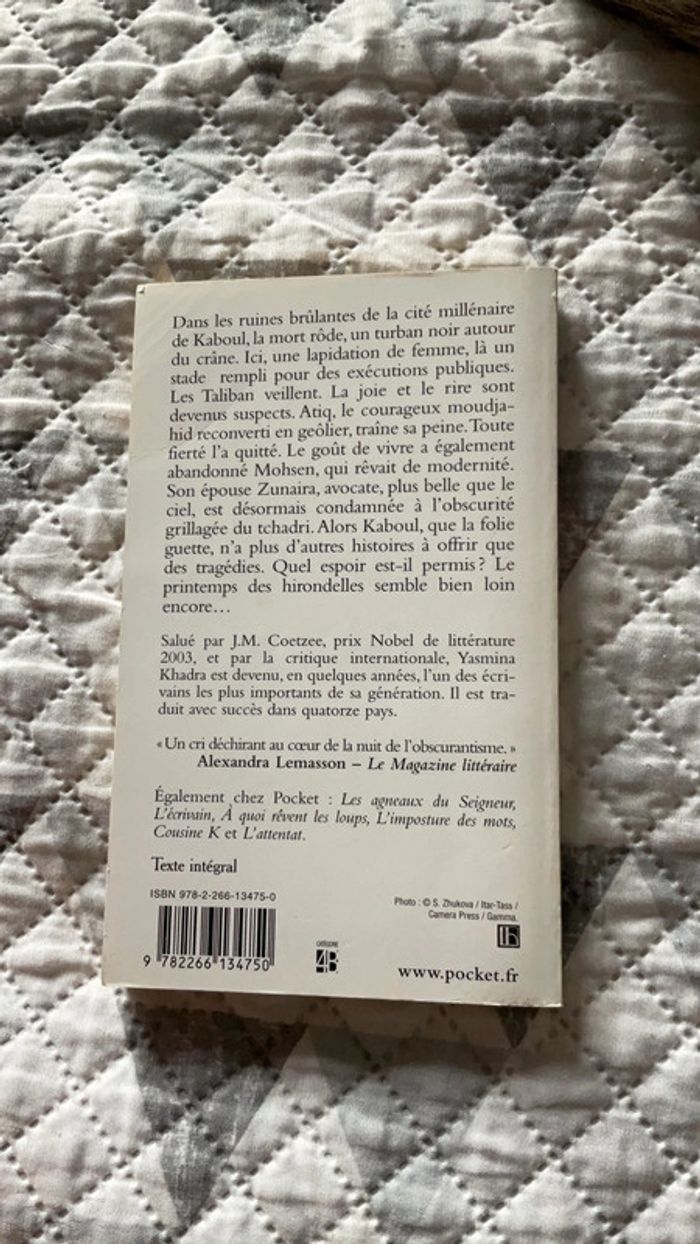 Dans les ruines brûlantes de la cité millénaire
de Kaboul, la mort rôde, un turban noir autour
du crâne. Ici, une lapidation de femme, là un
stade rempli pour des exécutions publiques.
Les Taliban veillent. La joie et le rire sont
devenus suspects. Atiq, le courageux moudja-
hid reconverti en geôlier, traîne sa peine. Toute
fierté l'a quitté. Le goût de vivre a également
abandonné Mohsen, qui rêvait de modernité.
Son épouse Zunaira, avocate, plus belle que le
ciel, est désormais condamnée à l'obscurité
grillagée du tchadri. Alors Kaboul, que la folie
guette, n'a plus d'autres histoires à offrir que
des tragédies. Quel espoir est-il permis ? Le
printemps des hirondelles semble bien loin
encore…
Salué par J.M. Coetzee, prix Nobel de littérature
2003, et par la critique internationale, Yasmina
Khadra est devenu, en quelques années, l'un des écri-
vains les plus importants de sa génération. Il est tra-
duit avec succès dans quatorze pays.
« Un cri déchirant au cœur de la nuit de l'obscurantisme. »
Alexandra Lemasson – Le Magazine littéraire
Également chez Pocket : Les agneaux du Seigneur,
L'écrivain, À quoi rêvent les loups, L'imposture des mots,
Cousine K et L'attentat.
Texte intégral
ISBN 978-2-266-13475-0
9 782266 134750
CATÉGORIE
4B
Photo : © S. Zhukova / Itar-Tass /
Camera Press / Gamma.
www.pocket.fr